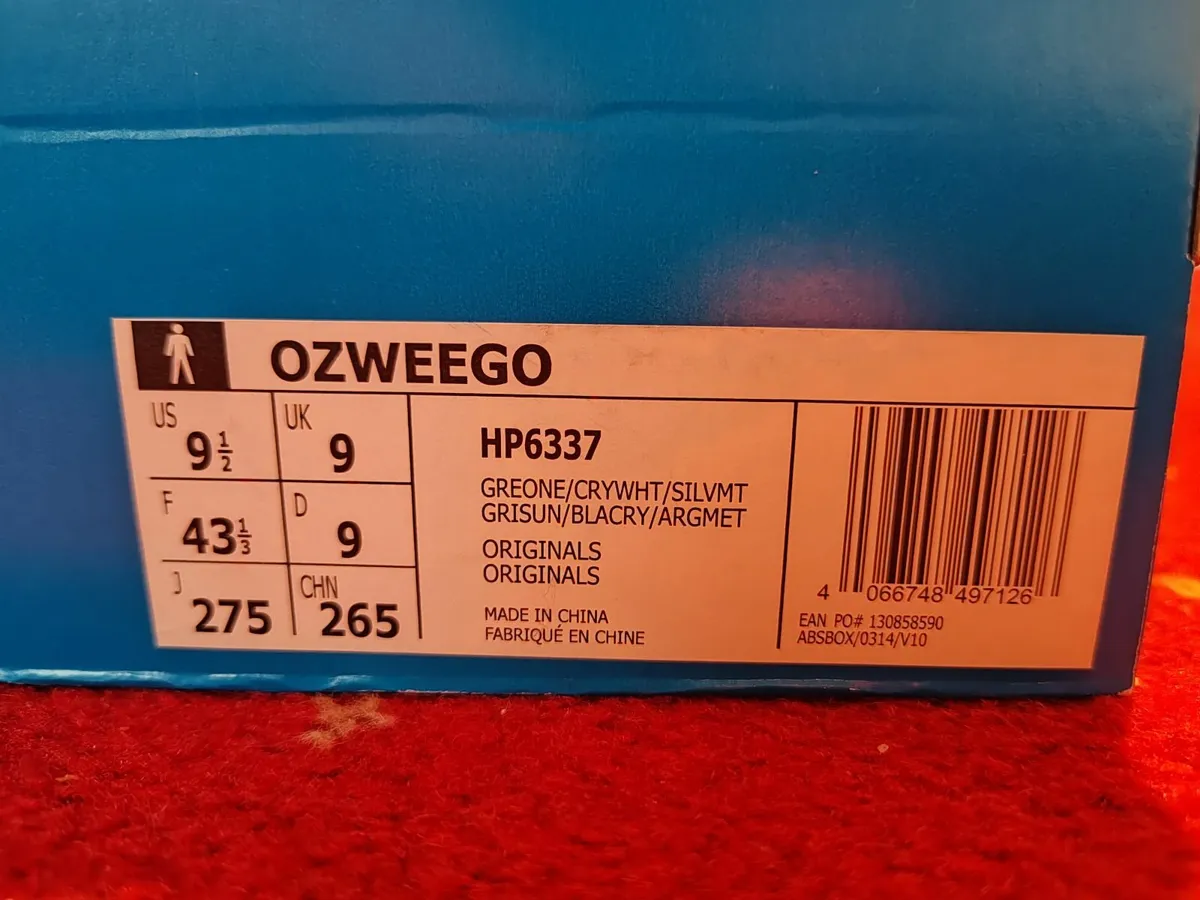 OZWEEGO
US 9 1/2
UK 9
F 43 1/3
D 9
J 275
CHN 265
HP6337
GREONE/CRYWHT/SILVMT
GRISUN/BLACRY/ARGMET
ORIGINALS
ORIGINALS
MADE IN CHINA
FABRIQUÉ EN CHINE
4 066748 497126
EAN PO# 130858590
ABSBOX/0314/V10